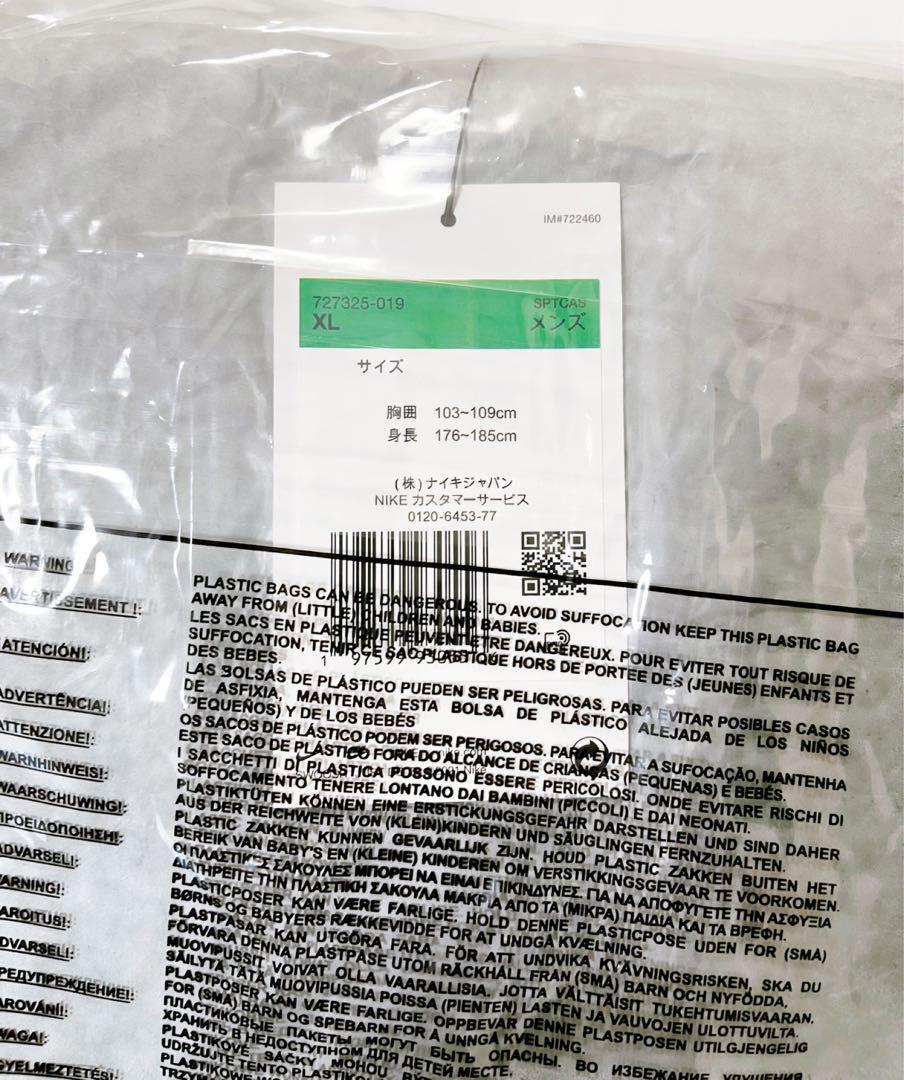 IM#722460
727325-019
SPTCAS
XL
メンズ
サイズ
胸囲 103~109cm
身長 176~185cm
(株)ナイキジャパン
NIKE カスタマーサービス
0120-6453-77
WARNING!:
AVERTISSEMENT !:
ATENCIÓN!:
ADVERTÊNCIA!:
ATTENZIONE!:
WARNHINWEIS!:
WAARSCHUWING!:
ΠΡΟΕΙΔΟΠΟΙΗΣΗ!:
ADVARSEL!:
VARNING!:
VAROITUS!:
ADVARSEL!:
ПРЕДУПРЕЖДЕНИЕ!:
VAROVÁNÍ!:
UWAGA!:
FIGYELMEZTETÉS!:
PLASTIC BAGS CAN BE DANGEROUS. TO AVOID SUFFOCATION KEEP THIS PLASTIC BAG
AWAY FROM (LITTLE) CHILDREN AND BABIES.
LES SACS EN PLASTIQUE PEUVENT ETRE DANGEREUX. POUR EVITER TOUT RISQUE DE
SUFFOCATION, TENIR CE SAC PLASTIQUE HORS DE PORTEE DES (JEUNES) ENFANTS ET
DES BEBES.
LAS BOLSAS DE PLÁSTICO PUEDEN SER PELIGROSAS. PARA EVITAR POSIBLES CASOS
DE ASFIXIA, MANTENGA ESTA BOLSA DE PLÁSTICO ALEJADA DE LOS NIÑOS
(PEQUEÑOS) Y DE LOS BEBÉS
OS SACOS DE PLÁSTICO PODEM SER PERIGOSOS. PARA EVITAR A SUFOCAÇÃO, MANTENHA
ESTE SACO DE PLÁSTICO FORA DO ALCANCE DE CRIANÇAS (PEQUENAS) E BEBÉS.
I SACCHETTI DI PLASTICA POSSONO ESSERE PERICOLOSI. ONDE EVITARE RISCHI DI
SOFFOCAMENTO TENERE LONTANO DAI BAMBINI (PICCOLI) E DAI NEONATI.
PLASTIKTÜTEN KÖNNEN EINE ERSTICKUNGSGEFAHR DARSTELLEN UND SIND DAHER
AUS DER REICHWEITE VON (KLEIN)KINDERN UND SÄUGLINGEN FERNZUHALTEN.
PLASTIC ZAKKEN KUNNEN GEVAARLIJK ZIJN. HOUD PLASTIC ZAKKEN BUITEN HET
BEREIK VAN BABY'S EN (KLEINE) KINDEREN OM VERSTIKKINGSGEVAAR TE VOORKOMEN.
ΟΙ ΠΛΑΣΤΙΚΕΣ ΣΑΚΟΥΛΕΣ ΜΠΟΡΕΙ ΝΑ ΕΙΝΑΙ ΕΠΙΚΙΝΔΥΝΕΣ. ΓΙΑ ΝΑ ΑΠΟΦΥΓΕΤΕ ΤΗΝ ΑΣΦΥΞΙΑ
ΔΙΑΤΗΡΕΙΤΕ ΤΗΝ ΠΛΑΣΤΙΚΗ ΣΑΚΟΥΛΑ ΜΑΚΡΙΑ ΑΠΟ ΤΑ (ΜΙΚΡΑ) ΠΑΙΔΙΑ ΚΑΙ ΤΑ ΒΡΕΦΗ.
PLASTICPOSER KAN VÆRE FARLIGE. HOLD DENNE PLASTICPOSE UDEN FOR (SMÅ)
BØRNS OG BABYERS RÆKKEVIDDE FOR AT UNDGÅ KVÆLNING.
PLASTPÅSAR KAN UTGÖRA FARA. FÖR ATT UNDVIKA KVÄVNINGSRISKEN, SKA DU
FÖRVARA DENNA PLASTPÅSE UTOM RÄCKHÅLL FRÅN (SMÅ) BARN OCH NYFÖDDA.
MUOVIPUSSIT VOIVAT OLLA VAARALLISIA. JOTTA VÄLTTÄISIT TUKEHTUMISVAARAN.
SÄILYTÄ TÄTÄ MUOVIPUSSIA POISSA (PIENTEN) LASTEN JA VAUVOJEN ULOTTUVILTA.
PLASTPOSER KAN VÆRE FARLIGE. OPPBEVAR DENNE PLASTPOSEN UTILGJENGELIG
FOR (SMÅ) BARN OG SPEBARN FOR Å UNNGÅ KVELNING.
ПЛАСТИКОВЫЕ ПАКЕТЫ МОГУТ БЫТЬ ОПАСНЫ. ВО ИЗБЕЖАНИЕ УДУШЕНИЯ
ХРАНИТЬ В НЕДОСТУПНОМ ДЛЯ ДЕТЕЙ МЕСТЕ.
PLASTIKOVÉ SÁČKY MOHOU BÝT
UDRŽUJTE TENTO
PLASTIKOWE